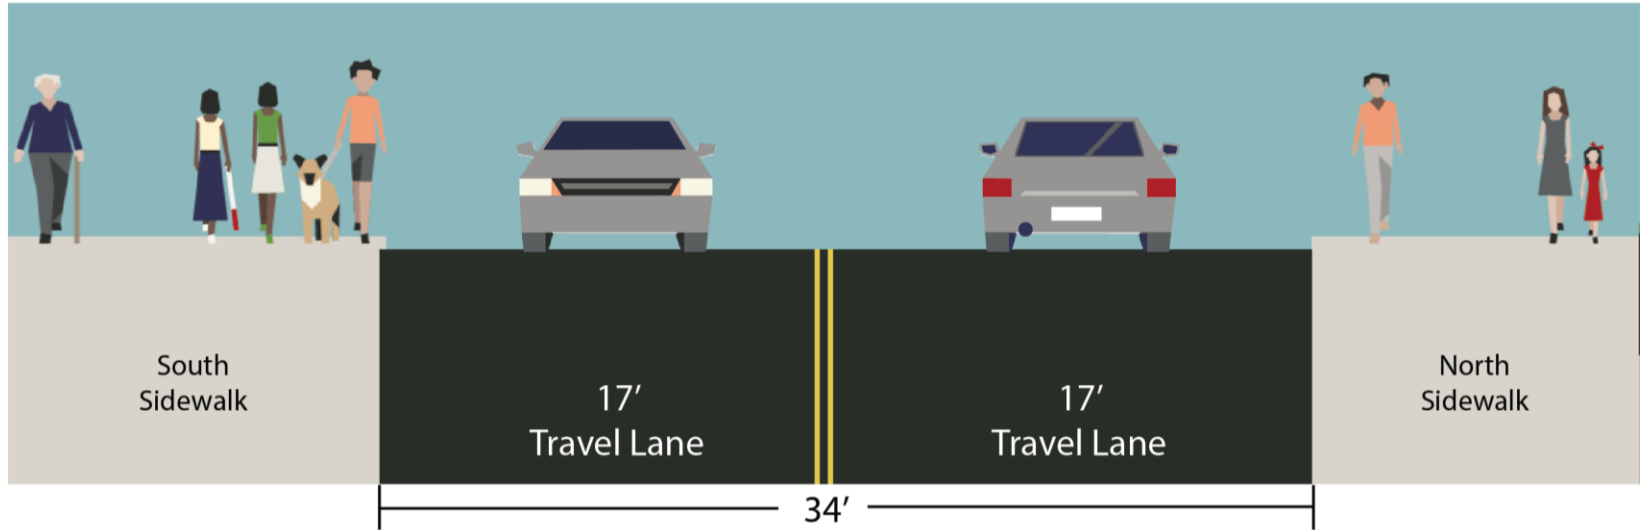 South
Sidewalk
17’
Travel Lane
17’
Travel Lane
North
Sidewalk
34’